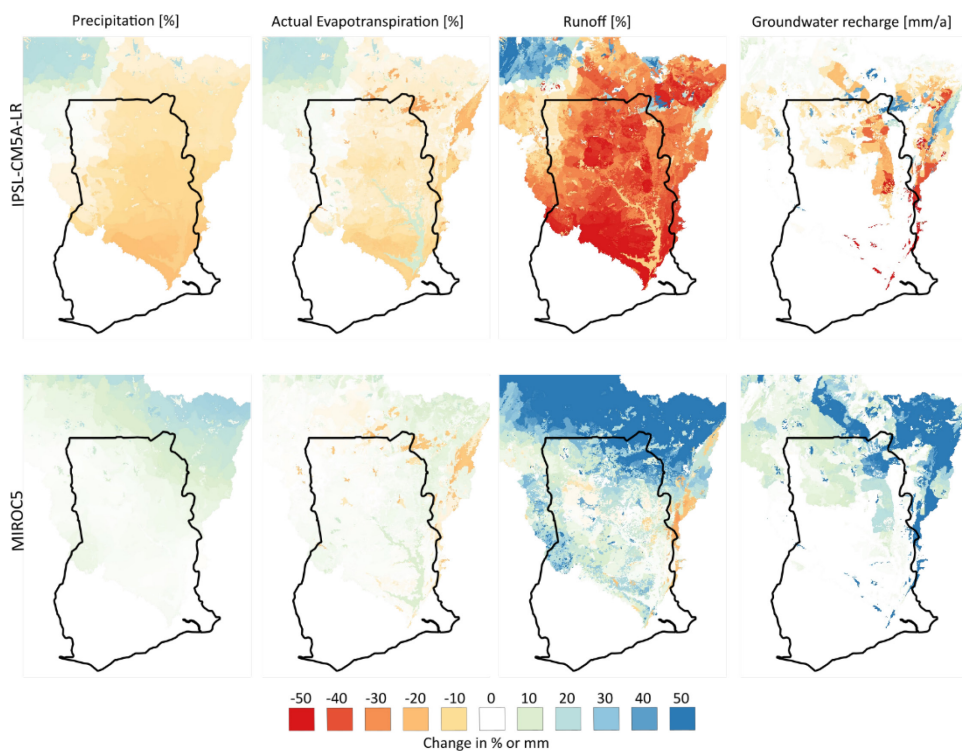 Precipitation [%]
Actual Evapotranspiration [%]
Runoff [%]
Groundwater recharge [mm/a]
IPSL-CM5A-LR
MIROC5
-50 -40 -30 -20 -10 0 10 20 30 40 50
Change in % or mm